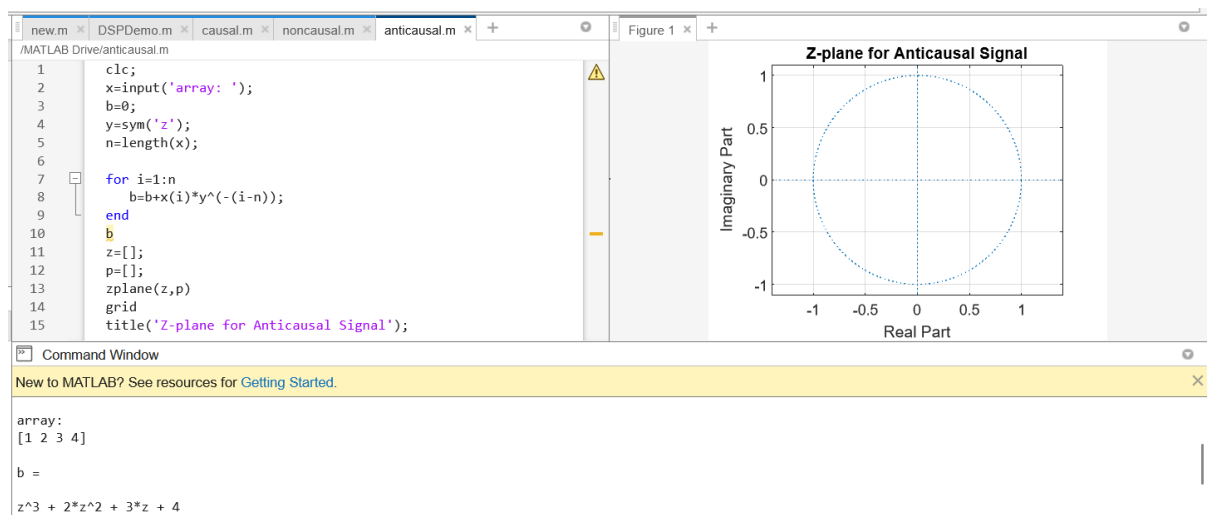 new.m × DSPDemo.m × causal.m × noncausal.m × anticausal.m × +
/MATLAB Drive/anticausal.m
1 clc;
2 x=input('array: ');
3 b=0;
4 y=sym('z');
5 n=length(x);
6
7 for i=1:n
8 b=b+x(i)*y^(-(i-n));
9 end
10 b
11 z=[];
12 p=[];
13 zplane(z,p)
14 grid
15 title('Z-plane for Anticausal Signal');
Figure 1 × +
Z-plane for Anticausal Signal
Imaginary Part
1
0.5
0
-0.5
-1
-1 -0.5 0 0.5 1
Real Part
Command Window
New to MATLAB? See resources for Getting Started.
array:
[1 2 3 4]
b =
z^3 + 2*z^2 + 3*z + 4